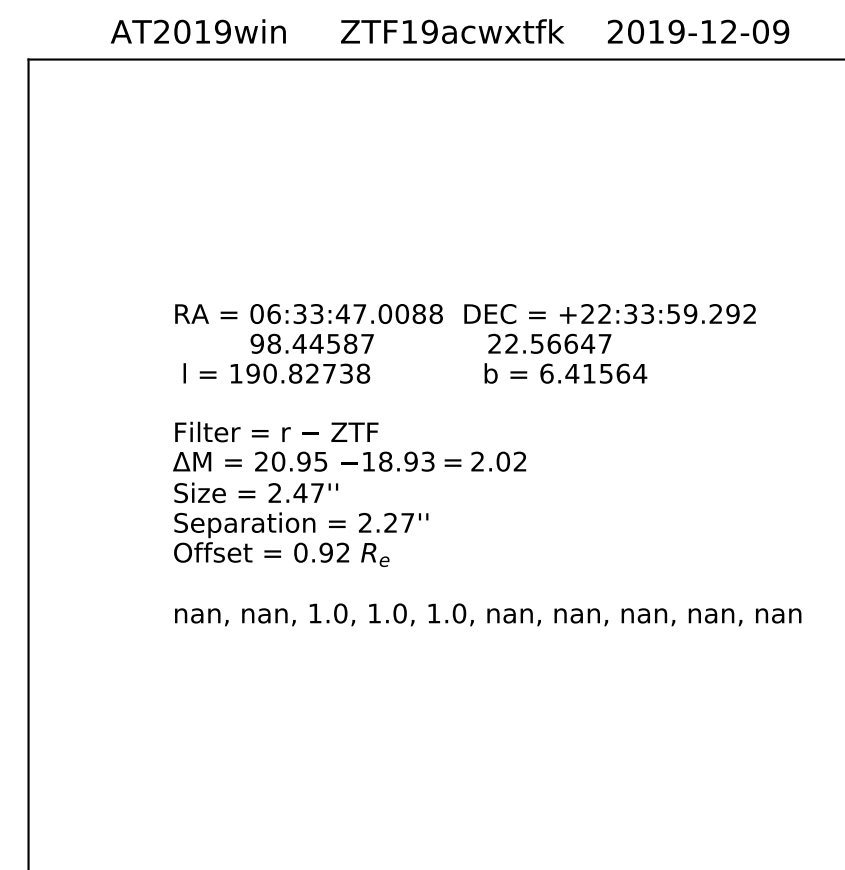 AT2019win ZTF19acwxtfk 2019-12-09
RA = 06:33:47.0088 DEC = +22:33:59.292
98.44587 22.56647
l = 190.82738 b = 6.41564
Filter = r − ZTF
ΔM = 20.95 −18.93 = 2.02
Size = 2.47''
Separation = 2.27''
Offset = 0.92 Rₑ
nan, nan, 1.0, 1.0, 1.0, nan, nan, nan, nan, nan